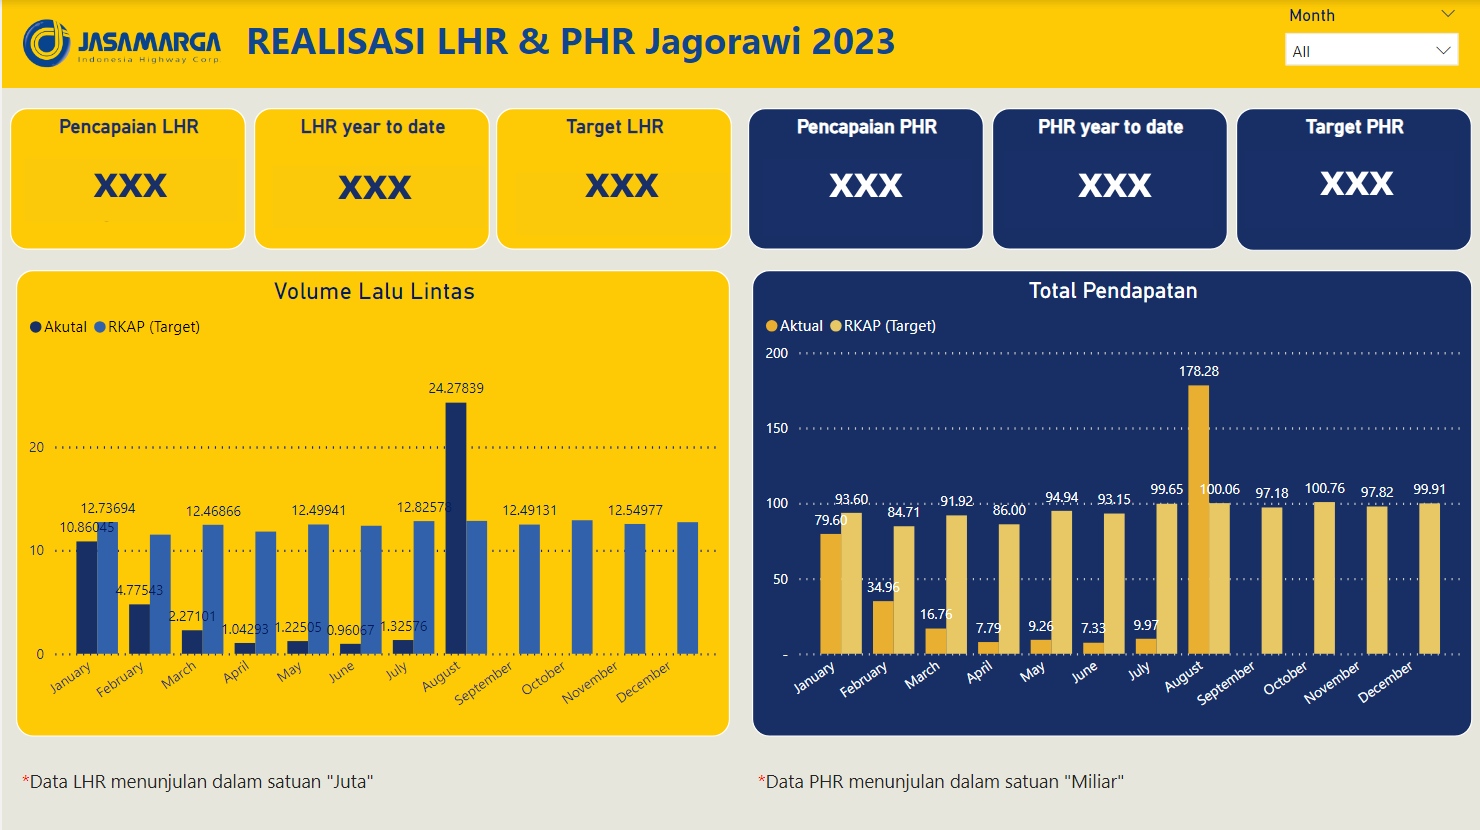 JASAMARGA
Indonesia Highway Corp.
REALISASI LHR & PHR Jagorawi 2023
Month
All
Pencapaian LHR
XXX
LHR year to date
XXX
Target LHR
XXX
Pencapaian PHR
XXX
PHR year to date
XXX
Target PHR
XXX
Volume Lalu Lintas
Akutal RKAP (Target)
24.27839
20
12.73694 12.46866 12.49941 12.82578 12.49131 12.54977
10.86045
10
4.77543
2.27101
1.04293 1.22505 0.96067 1.32576
0
January February March April May June July August September October November December
Total Pendapatan
Aktual RKAP (Target)
200
178.28
150
100
93.60 84.71 91.92 86.00 94.94 93.15 99.65 100.06 97.18 100.76 97.82 99.91
79.60
50
34.96
16.76
7.79 9.26 7.33 9.97
-
January February March April May June July August September October November December
*Data LHR menunjulan dalam satuan "Juta"
*Data PHR menunjulan dalam satuan "Miliar"